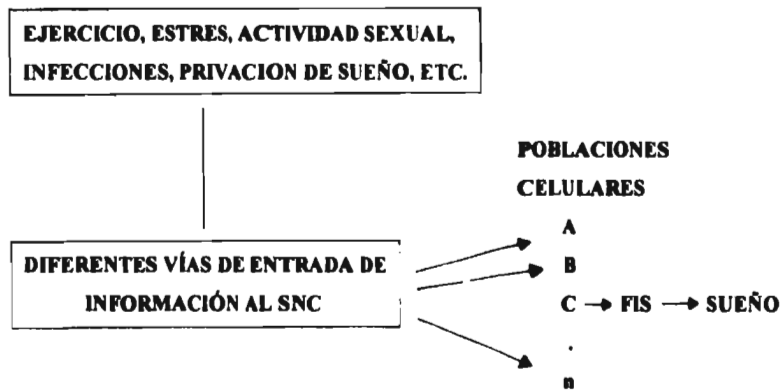 EJERCICIO, ESTRES, ACTIVIDAD SEXUAL,
INFECCIONES, PRIVACION DE SUEÑO, ETC.
POBLACIONES
CELULARES
A
DIFERENTES VÍAS DE ENTRADA DE
B
INFORMACIÓN AL SNC
C → FIS → SUEÑO
.
n